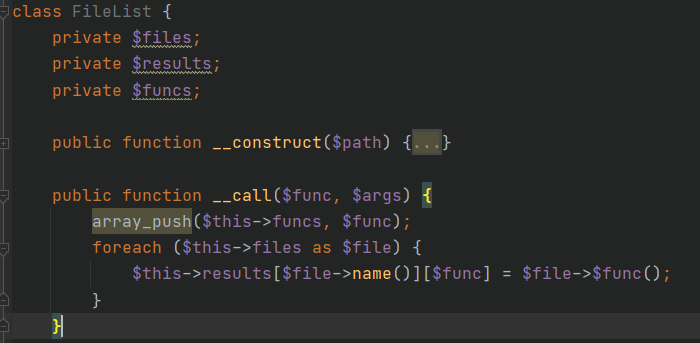 class FileList {
private $files;
private $results;
private $funcs;
public function __construct($path) {...}
public function __call($func, $args) {
array_push($this->funcs, $func);
foreach ($this->files as $file) {
$this->results[$file->name()][$func] = $file->$func();
}
}